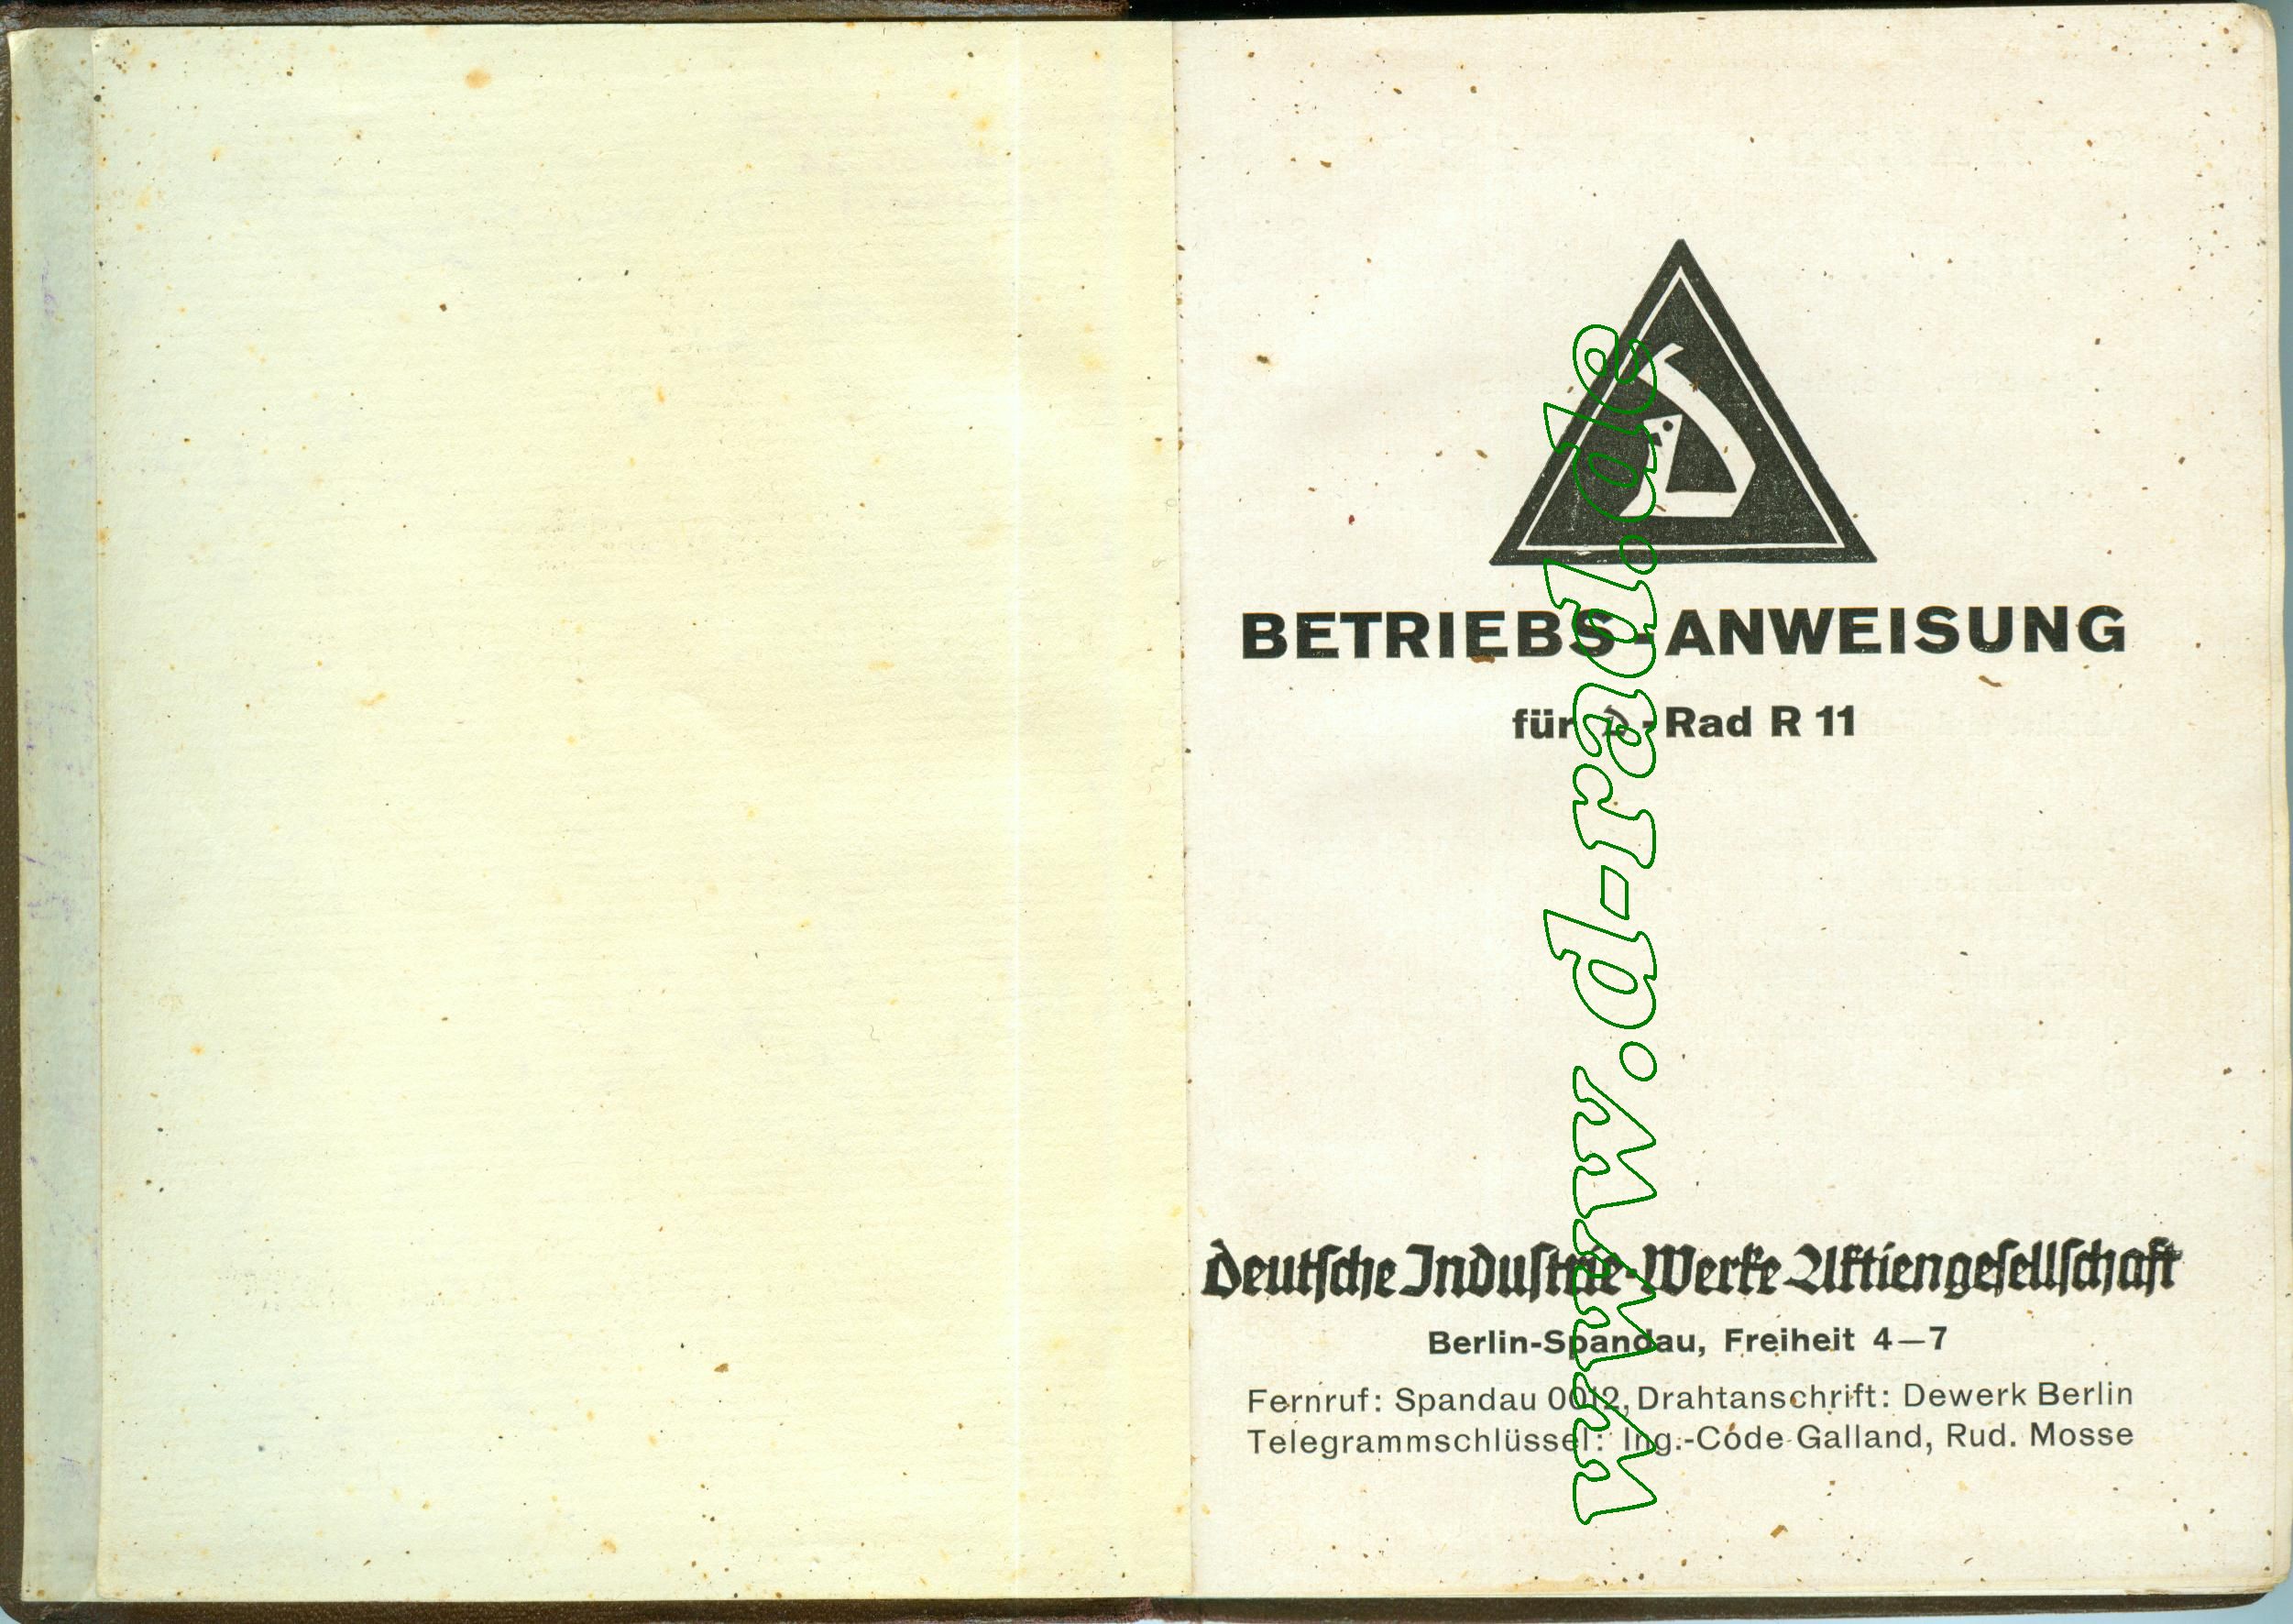 BETRIEBS-ANWEISUNG
für D-Rad R 11
Deutsche Industrie-Werke Aktiengesellschaft
Berlin-Spandau, Freiheit 4—7
Fernruf: Spandau 0012, Drahtanschrift: Dewerk Berlin
Telegrammschlüssel: Ing.-Code Galland, Rud. Mosse
www.d-rad.de